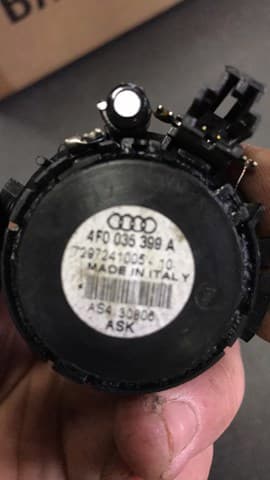 4F0 035 399 A
7297241005 - 10
MADE IN ITALY
AS4 30806
ASK